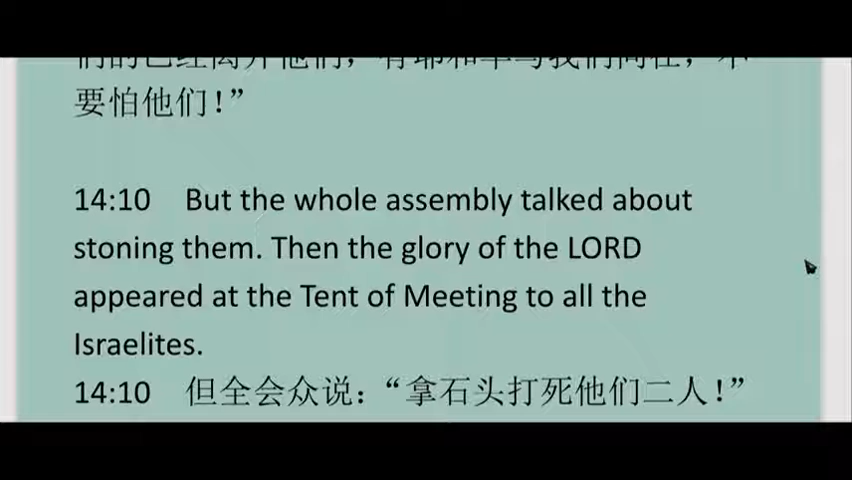 要怕他们！”
14:10 But the whole assembly talked about
stoning them. Then the glory of the LORD
appeared at the Tent of Meeting to all the
Israelites.
14:10 但全会众说：“拿石头打死他们二人！”